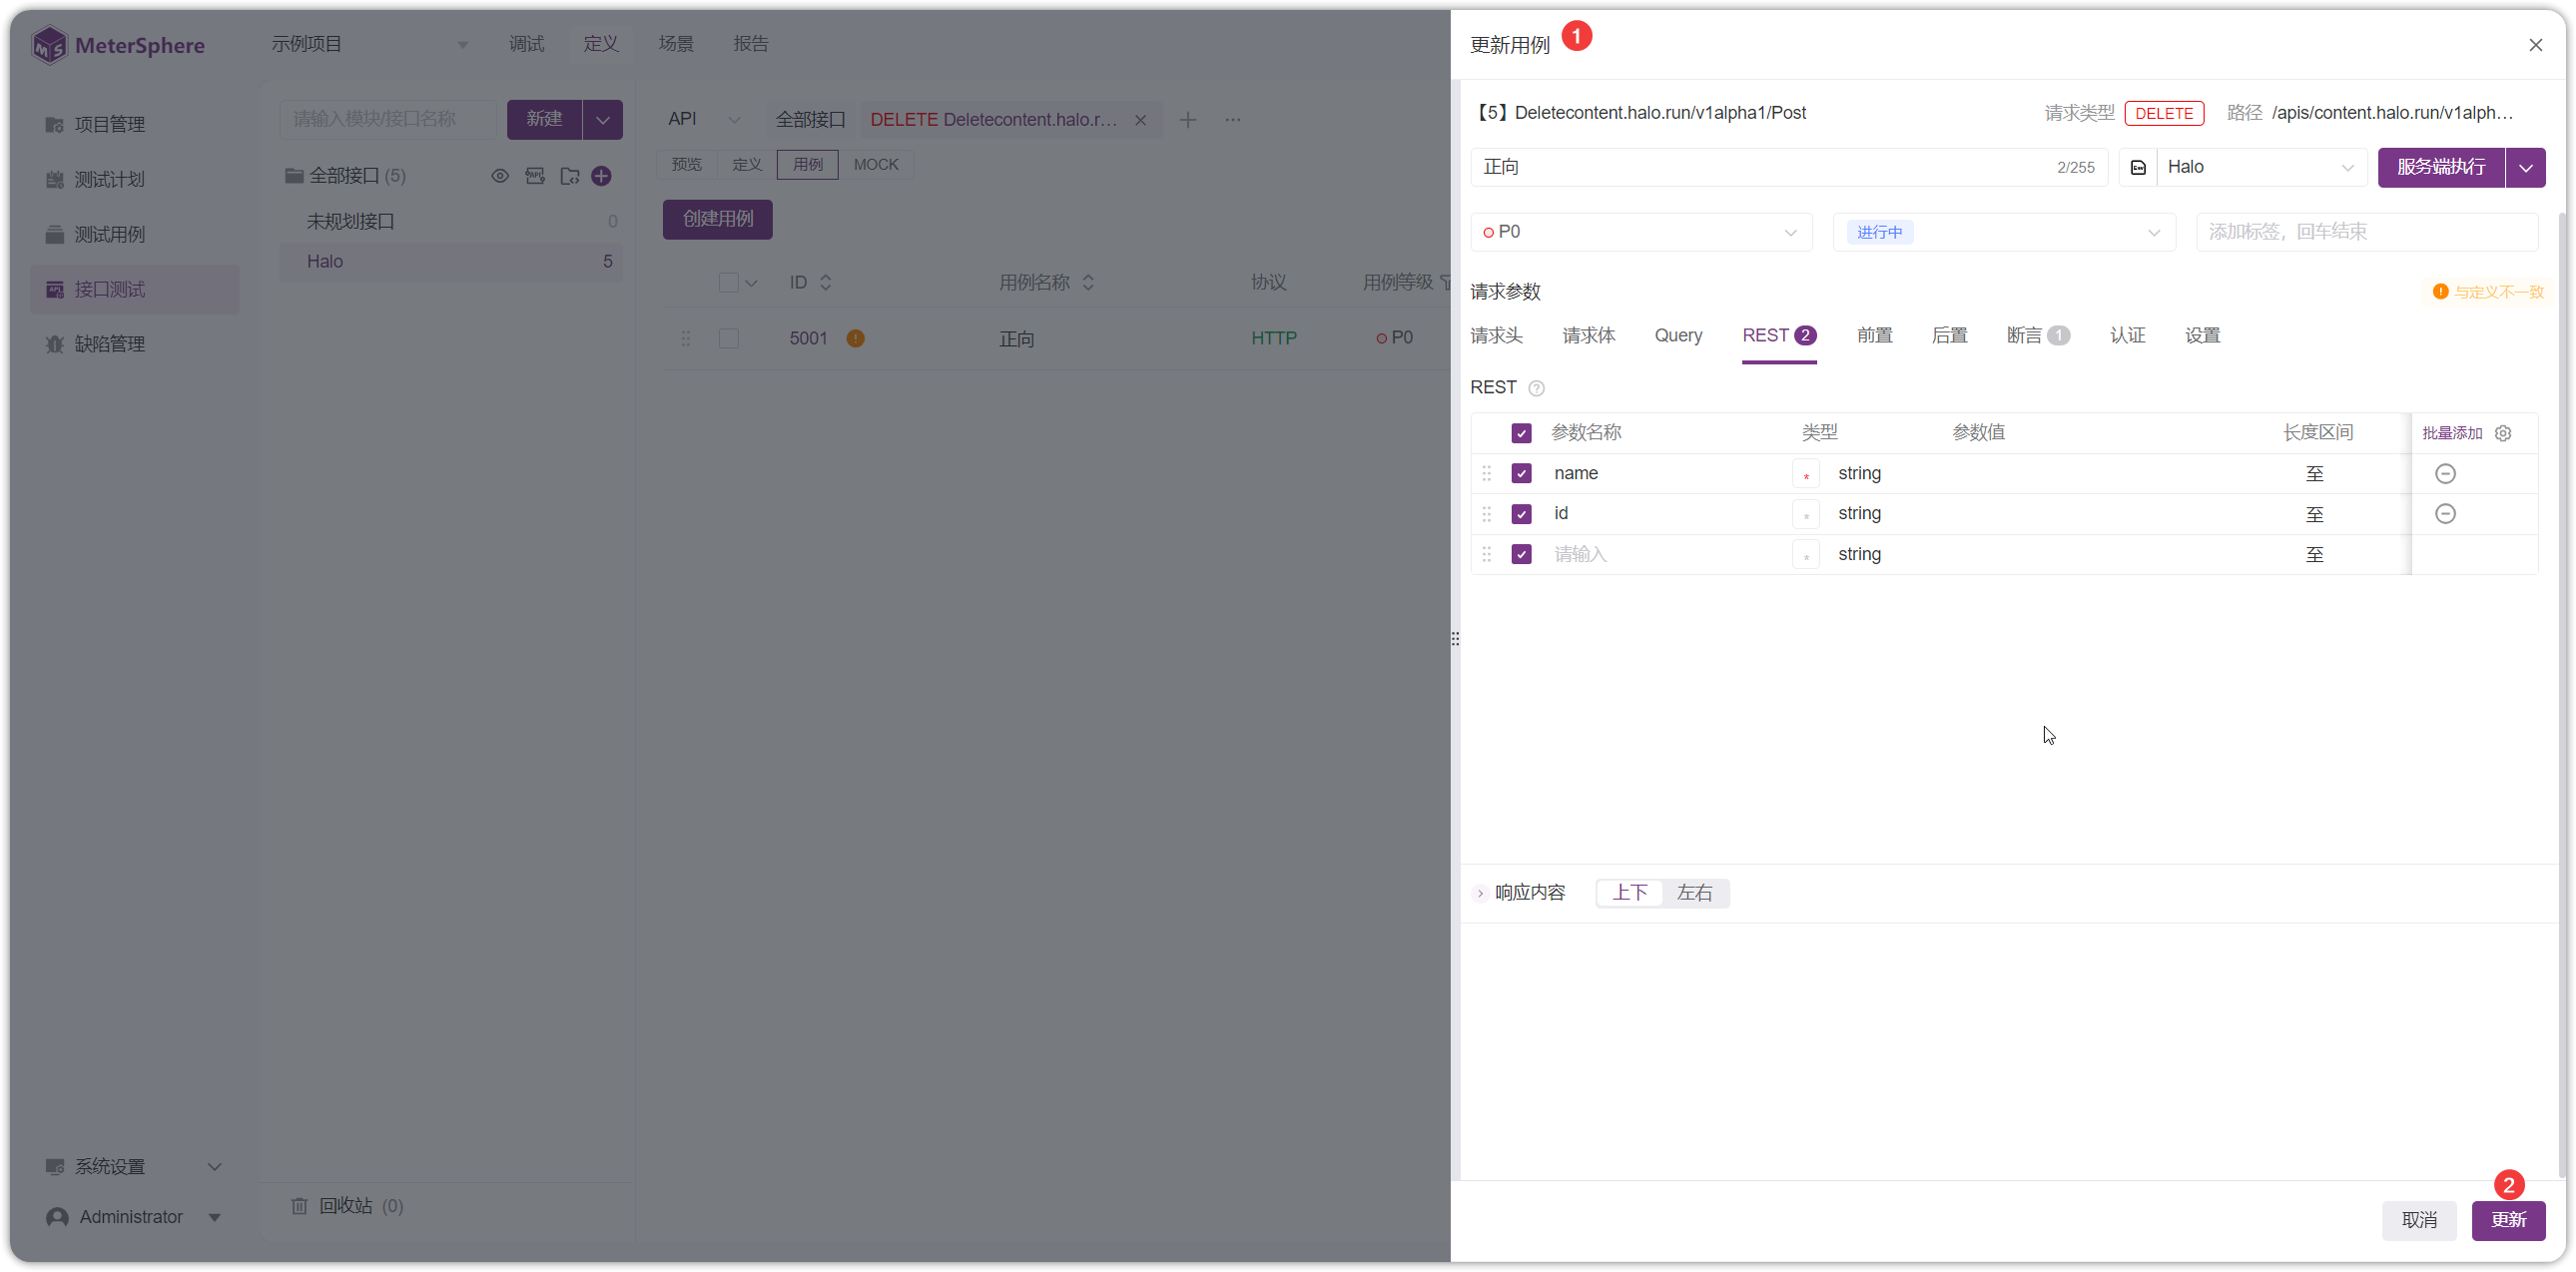 MeterSphere
示例项目
调试
定义
场景
报告
项目管理
测试计划
测试用例
接口测试
缺陷管理
系统设置
Administrator
请输入模块/接口名称
新建
全部接口 (5)
未规划接口 0
Halo 5
回收站 (0)
API
全部接口
DELETE Deletecontent.halo.r...
预览
定义
用例
MOCK
创建用例
ID
用例名称
协议
用例等级
5001
正向
HTTP
P0
更新用例 1
【5】Deletecontent.halo.run/v1alpha1/Post
请求类型 DELETE
路径 /apis/content.halo.run/v1alph...
正向 2/255
Halo
服务端执行
P0
进行中
添加标签，回车结束
请求参数
与定义不一致
请求头
请求体
Query
REST 2
前置
后置
断言 1
认证
设置
REST
参数名称 类型 参数值 长度区间 批量添加
name * string 至
id * string 至
请输入 * string 至
响应内容
上下
左右
2
取消
更新